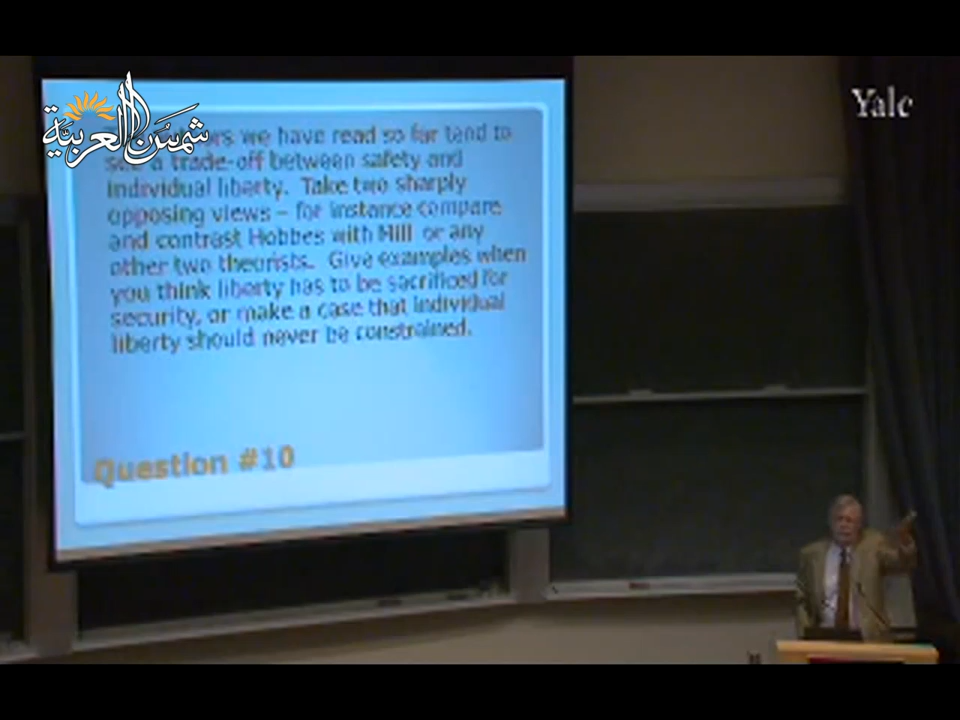 شمس العربية
Yale
we have read so far tend to
see a trade-off between safety and
individual liberty. Take two sharply
opposing views – for instance compare
and contrast Hobbes with Mill or any
other two theorists. Give examples when
you think liberty has to be sacrificed for
security, or make a case that individual
liberty should never be constrained.
Question #10